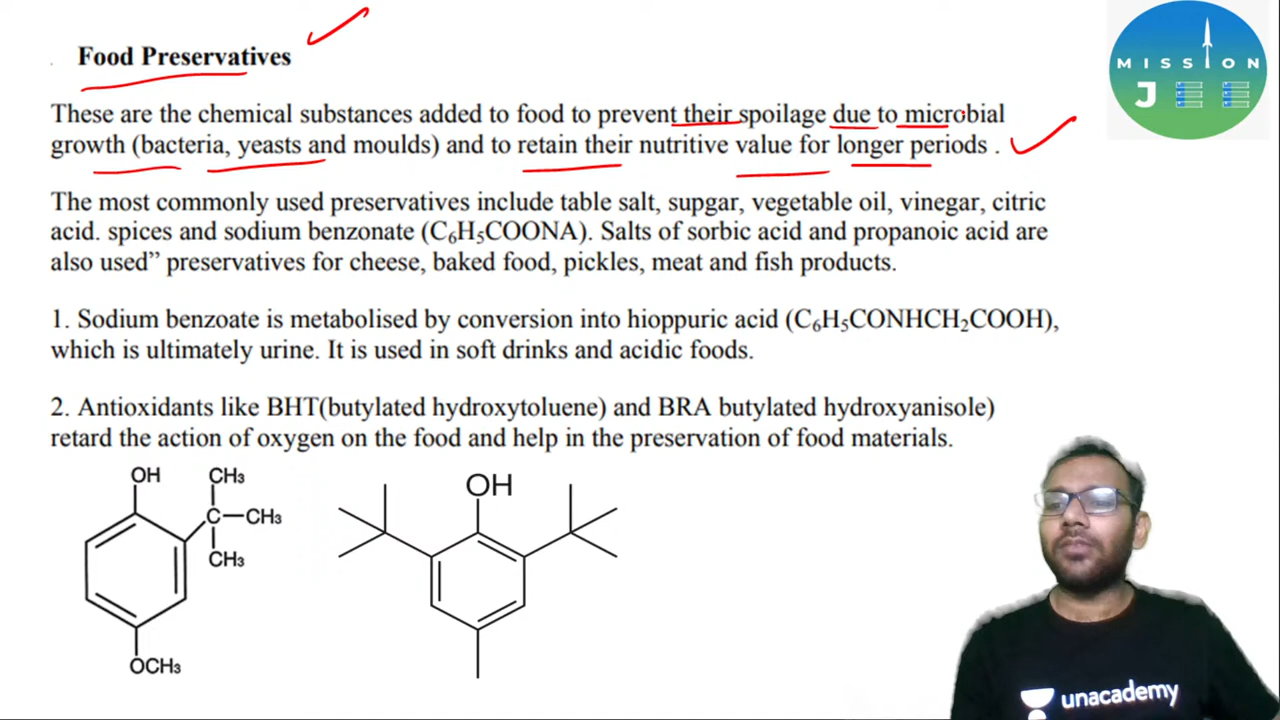 Food Preservatives
MISSION
JEE
These are the chemical substances added to food to prevent their spoilage due to microbial
growth (bacteria, yeasts and moulds) and to retain their nutritive value for longer periods .
The most commonly used preservatives include table salt, supgar, vegetable oil, vinegar, citric
acid. spices and sodium benzonate (C₆H₅COONA). Salts of sorbic acid and propanoic acid are
also used” preservatives for cheese, baked food, pickles, meat and fish products.
1. Sodium benzoate is metabolised by conversion into hioppuric acid (C₆H₅CONHCH₂COOH),
which is ultimately urine. It is used in soft drinks and acidic foods.
2. Antioxidants like BHT(butylated hydroxytoluene) and BRA butylated hydroxyanisole)
retard the action of oxygen on the food and help in the preservation of food materials.
OH CH₃
C—CH₃
CH₃
OCH₃
OH
unacademy